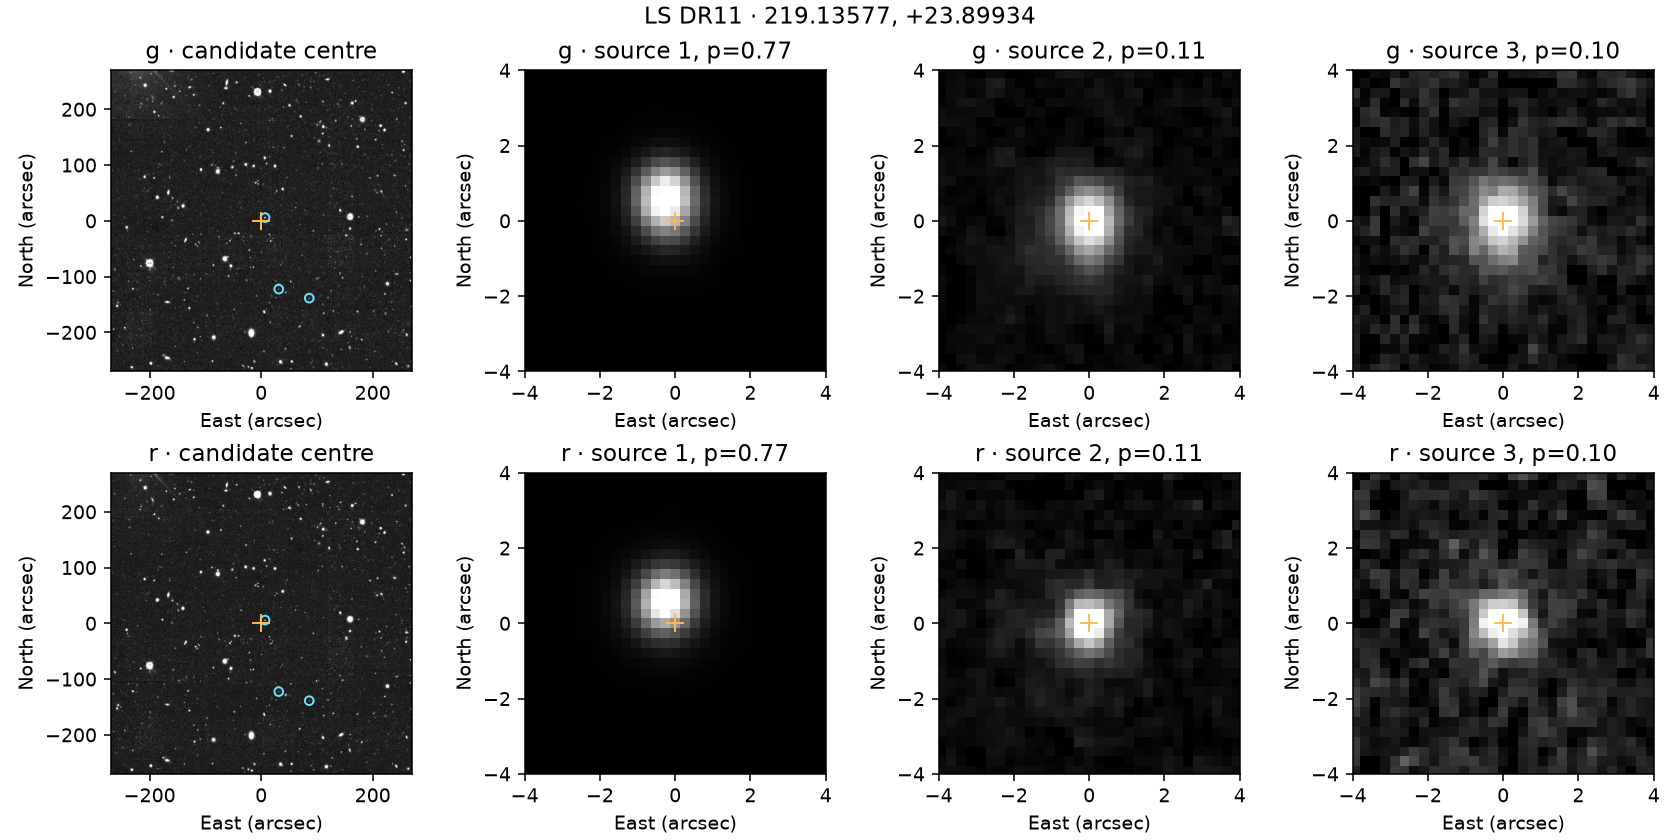 LS DR11 · 219.13577, +23.89934
g · candidate centre
g · source 1, p=0.77
g · source 2, p=0.11
g · source 3, p=0.10
North (arcsec)
200
100
0
−100
−200
−200 0 200
East (arcsec)
North (arcsec)
4
2
0
−2
−4
−4 −2 0 2 4
East (arcsec)
North (arcsec)
4
2
0
−2
−4
−4 −2 0 2 4
East (arcsec)
North (arcsec)
4
2
0
−2
−4
−4 −2 0 2 4
East (arcsec)
r · candidate centre
r · source 1, p=0.77
r · source 2, p=0.11
r · source 3, p=0.10
North (arcsec)
200
100
0
−100
−200
−200 0 200
East (arcsec)
North (arcsec)
4
2
0
−2
−4
−4 −2 0 2 4
East (arcsec)
North (arcsec)
4
2
0
−2
−4
−4 −2 0 2 4
East (arcsec)
North (arcsec)
4
2
0
−2
−4
−4 −2 0 2 4
East (arcsec)